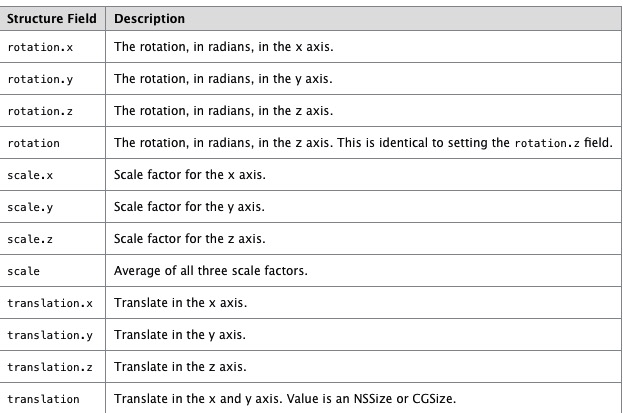 Structure Field Description
rotation.x The rotation, in radians, in the x axis.
rotation.y The rotation, in radians, in the y axis.
rotation.z The rotation, in radians, in the z axis.
rotation The rotation, in radians, in the z axis. This is identical to setting the rotation.z field.
scale.x Scale factor for the x axis.
scale.y Scale factor for the y axis.
scale.z Scale factor for the z axis.
scale Average of all three scale factors.
translation.x Translate in the x axis.
translation.y Translate in the y axis.
translation.z Translate in the z axis.
translation Translate in the x and y axis. Value is an NSSize or CGSize.